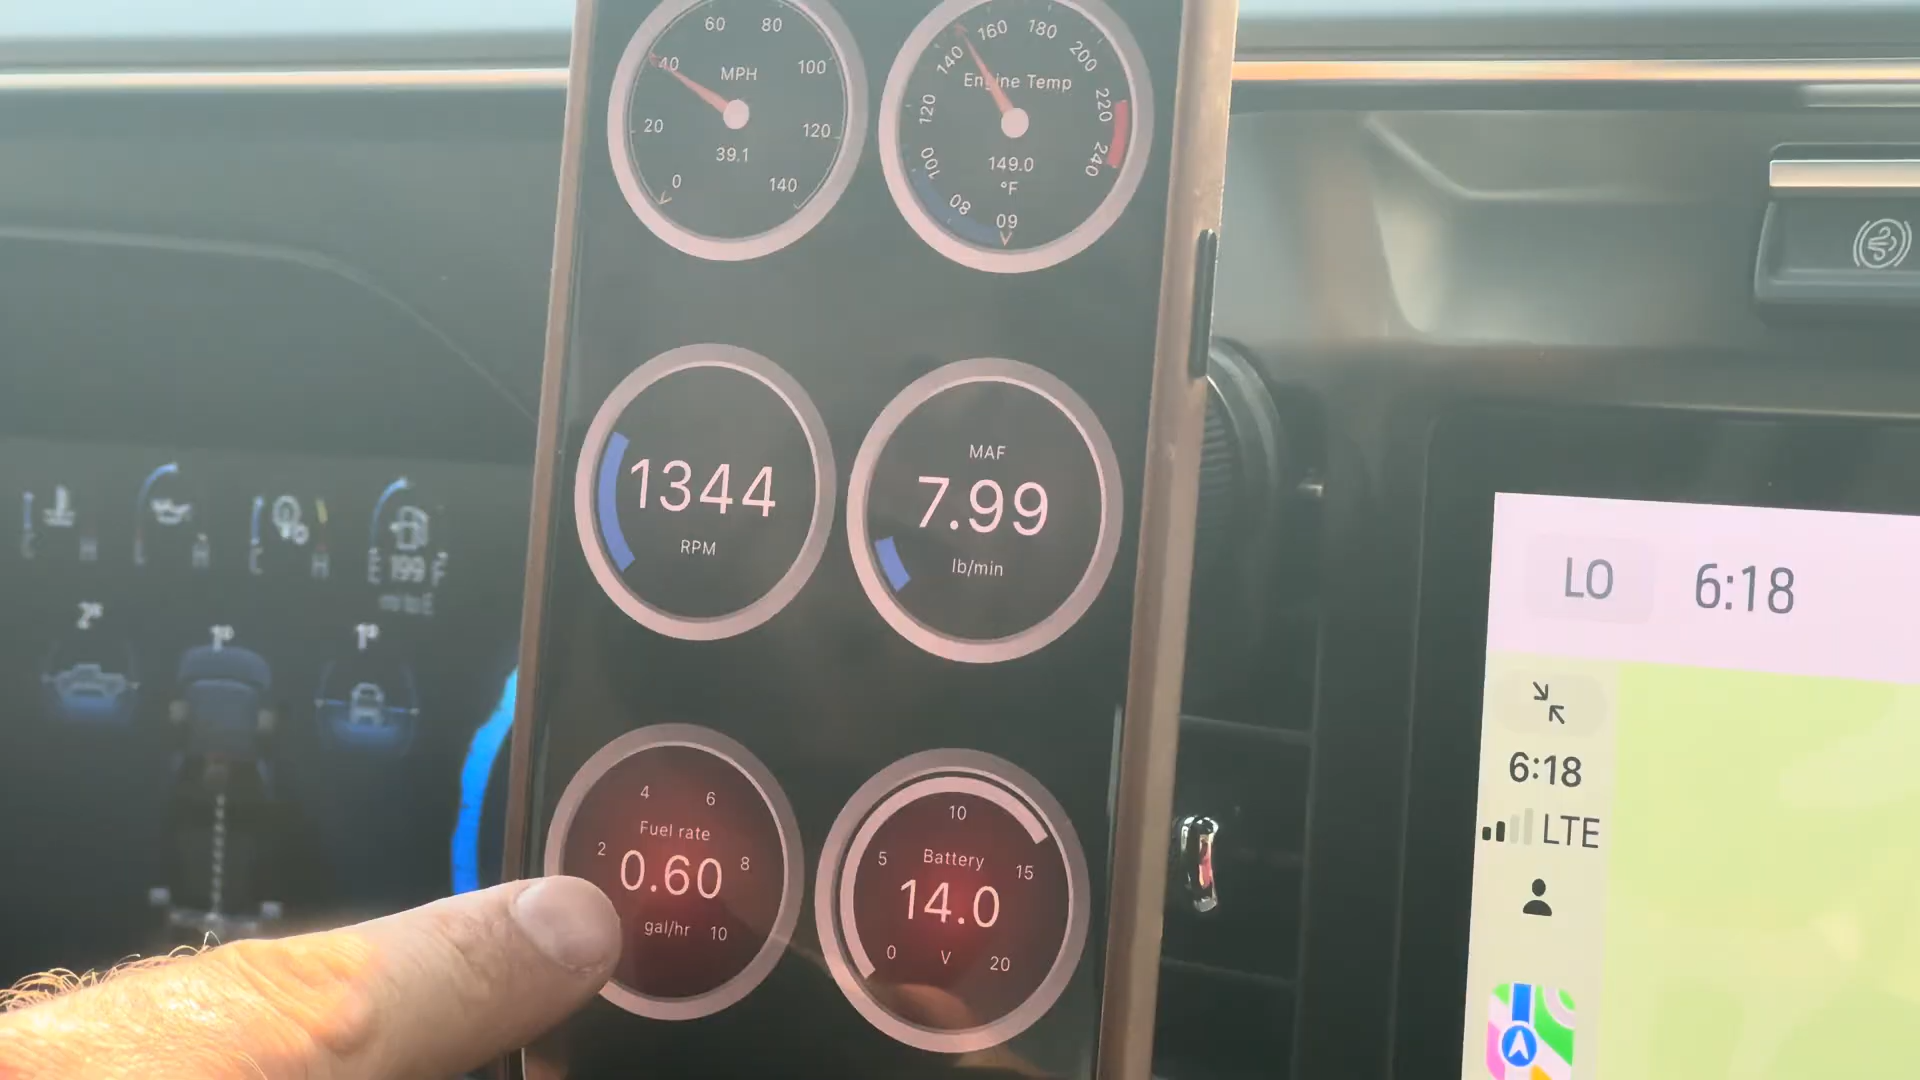 60 80
40 MPH 100
20 120
39.1
0 140
160 180
140 200
Engine Temp
120 220
149.0
100 240
°F
80 60
1344
RPM
MAF
7.99
lb/min
4 6
Fuel rate
2 0.60 8
gal/hr 10
10
5 Battery 15
14.0
0 V 20
C H L H C H E 199 F
2° 1° 1°
LO 6:18
6:18
LTE